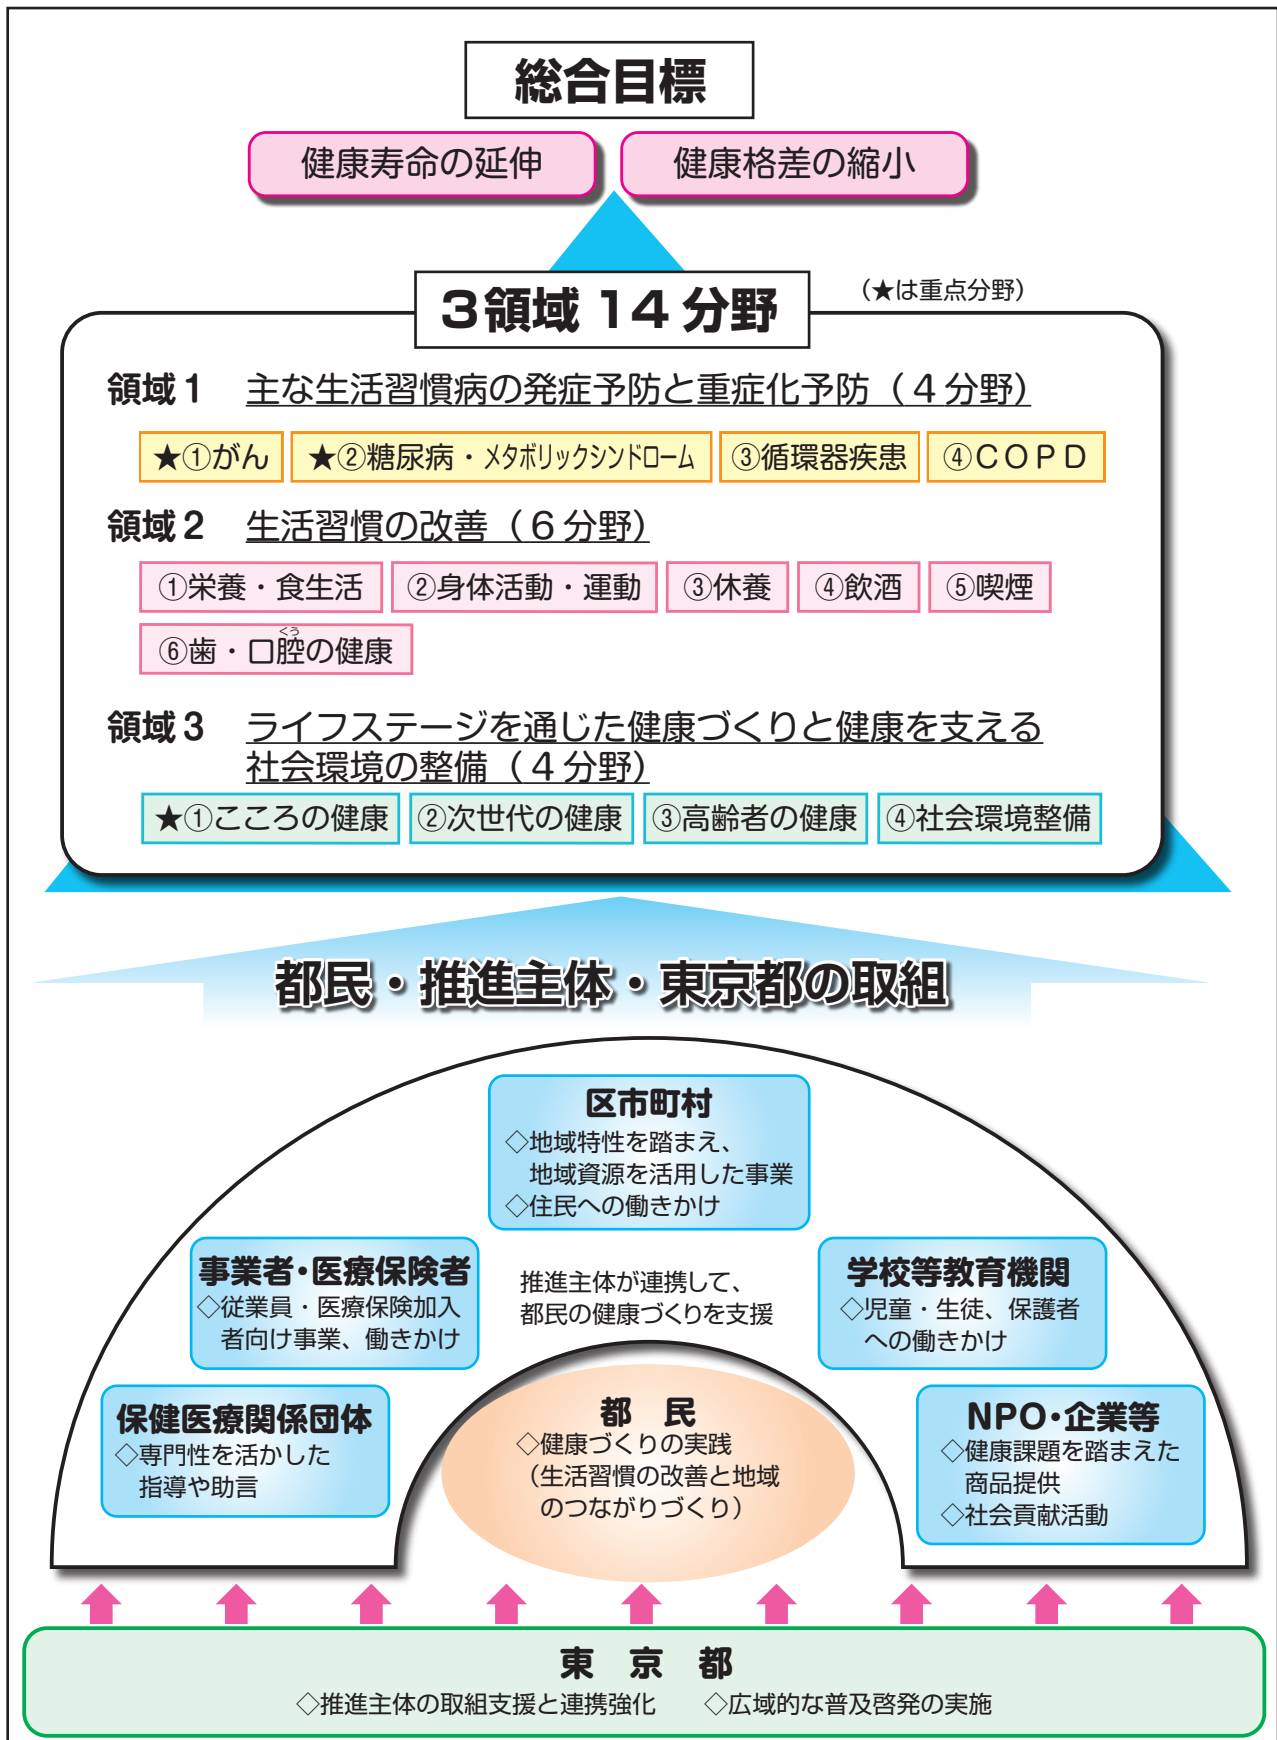 総合目標
健康寿命の延伸
健康格差の縮小
3領域 14 分野
（★は重点分野）
領域1 主な生活習慣病の発症予防と重症化予防（4分野）
★①がん ★②糖尿病・メタボリックシンドローム ③循環器疾患 ④COPD
領域2 生活習慣の改善（6分野）
①栄養・食生活 ②身体活動・運動 ③休養 ④飲酒 ⑤喫煙
くう
⑥歯・口腔の健康
領域3 ライフステージを通じた健康づくりと健康を支える
社会環境の整備（4分野）
★①こころの健康 ②次世代の健康 ③高齢者の健康 ④社会環境整備
都民・推進主体・東京都の取組
区市町村
◇地域特性を踏まえ、
地域資源を活用した事業
◇住民への働きかけ
事業者・医療保険者
◇従業員・医療保険加入
者向け事業、働きかけ
推進主体が連携して、
都民の健康づくりを支援
学校等教育機関
◇児童・生徒、保護者
への働きかけ
保健医療関係団体
◇専門性を活かした
指導や助言
都 民
◇健康づくりの実践
（生活習慣の改善と地域
のつながりづくり）
NPO・企業等
◇健康課題を踏まえた
商品提供
◇社会貢献活動
東 京 都
◇推進主体の取組支援と連携強化 ◇広域的な普及啓発の実施